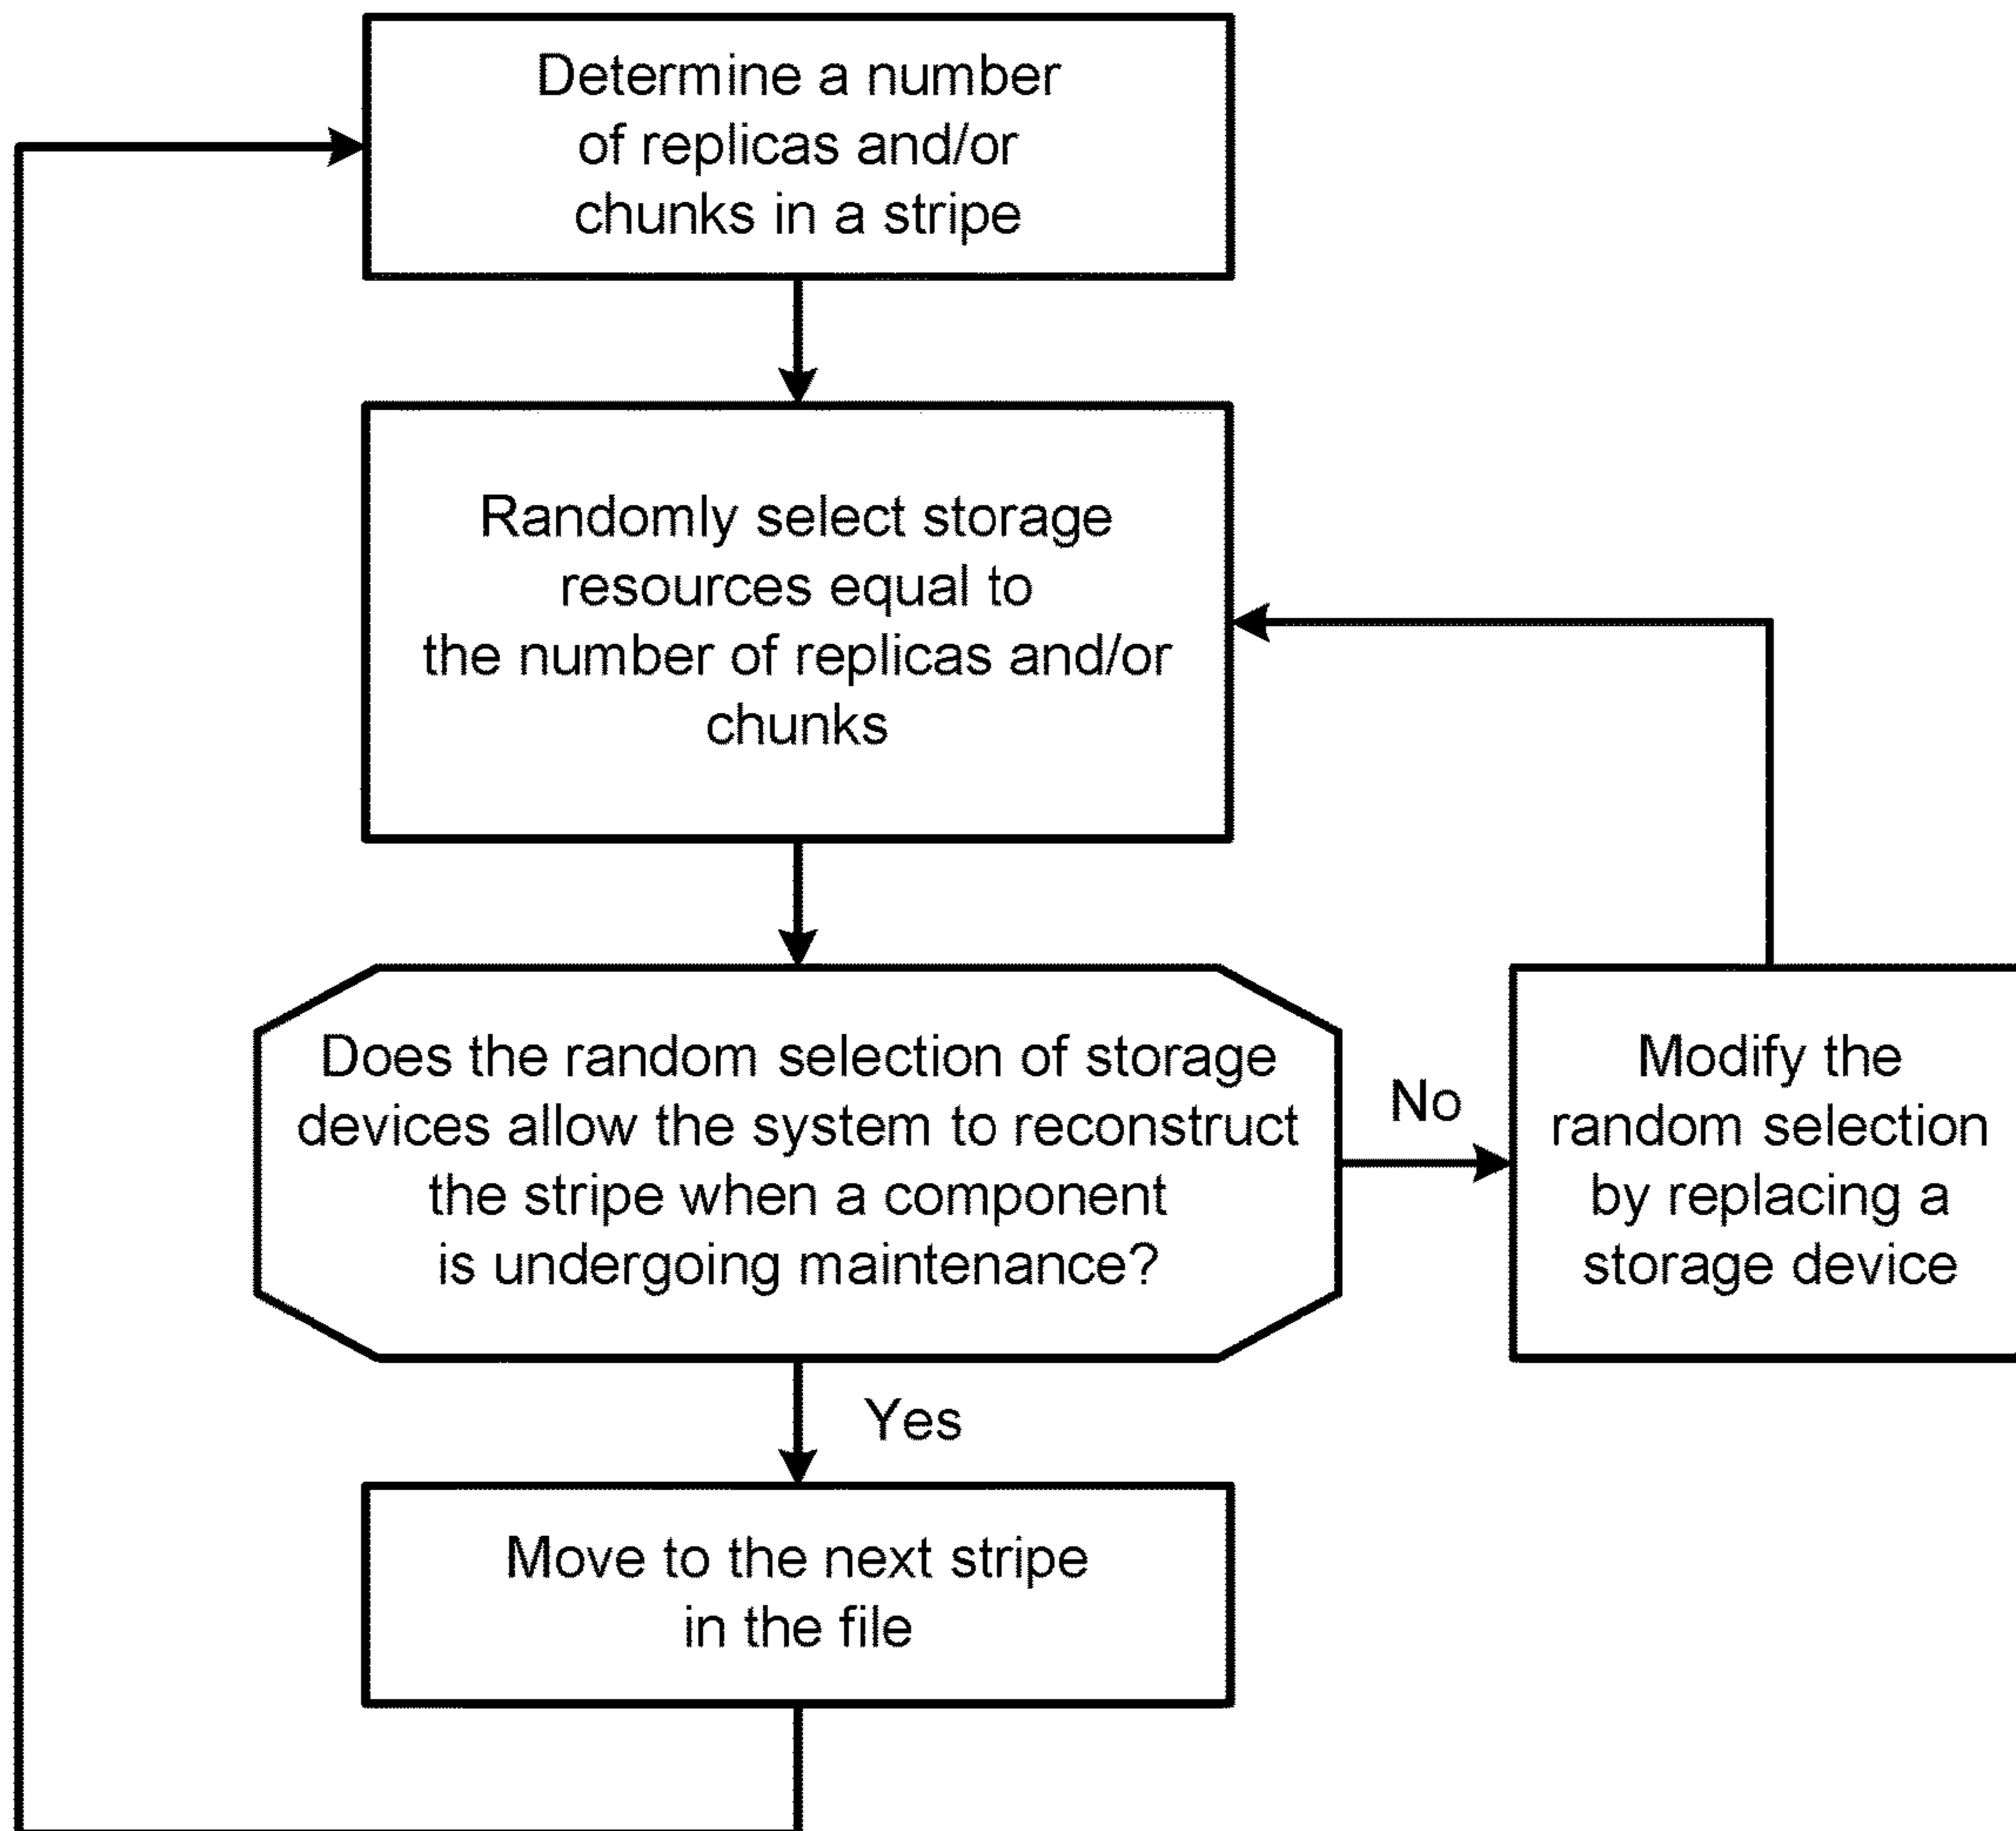 Determine a number
of replicas and/or
chunks in a stripe
Randomly select storage
resources equal to
the number of replicas and/or
chunks
Does the random selection of storage
devices allow the system to reconstruct
the stripe when a component
is undergoing maintenance?
No
Modify the
random selection
by replacing a
storage device
Yes
Move to the next stripe
in the file